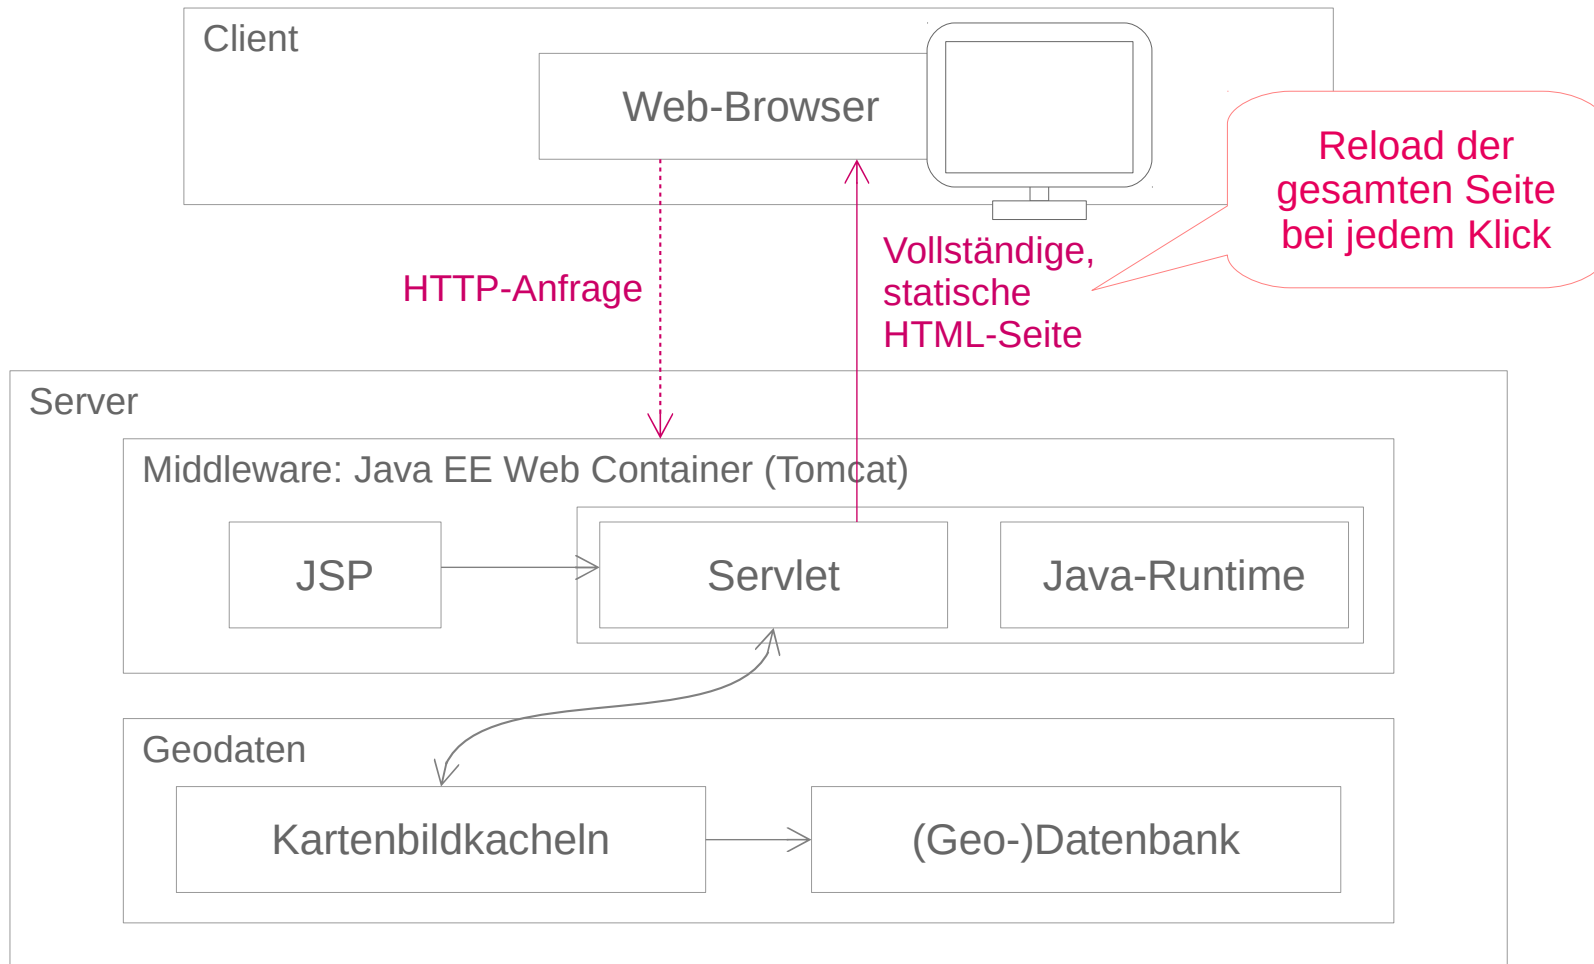 Client
Web-Browser
Reload der
gesamten Seite
bei jedem Klick
HTTP-Anfrage
Vollständige,
statische
HTML-Seite
Server
Middleware: Java EE Web Container (Tomcat)
JSP
Servlet
Java-Runtime
Geodaten
Kartenbildkacheln
(Geo-)Datenbank